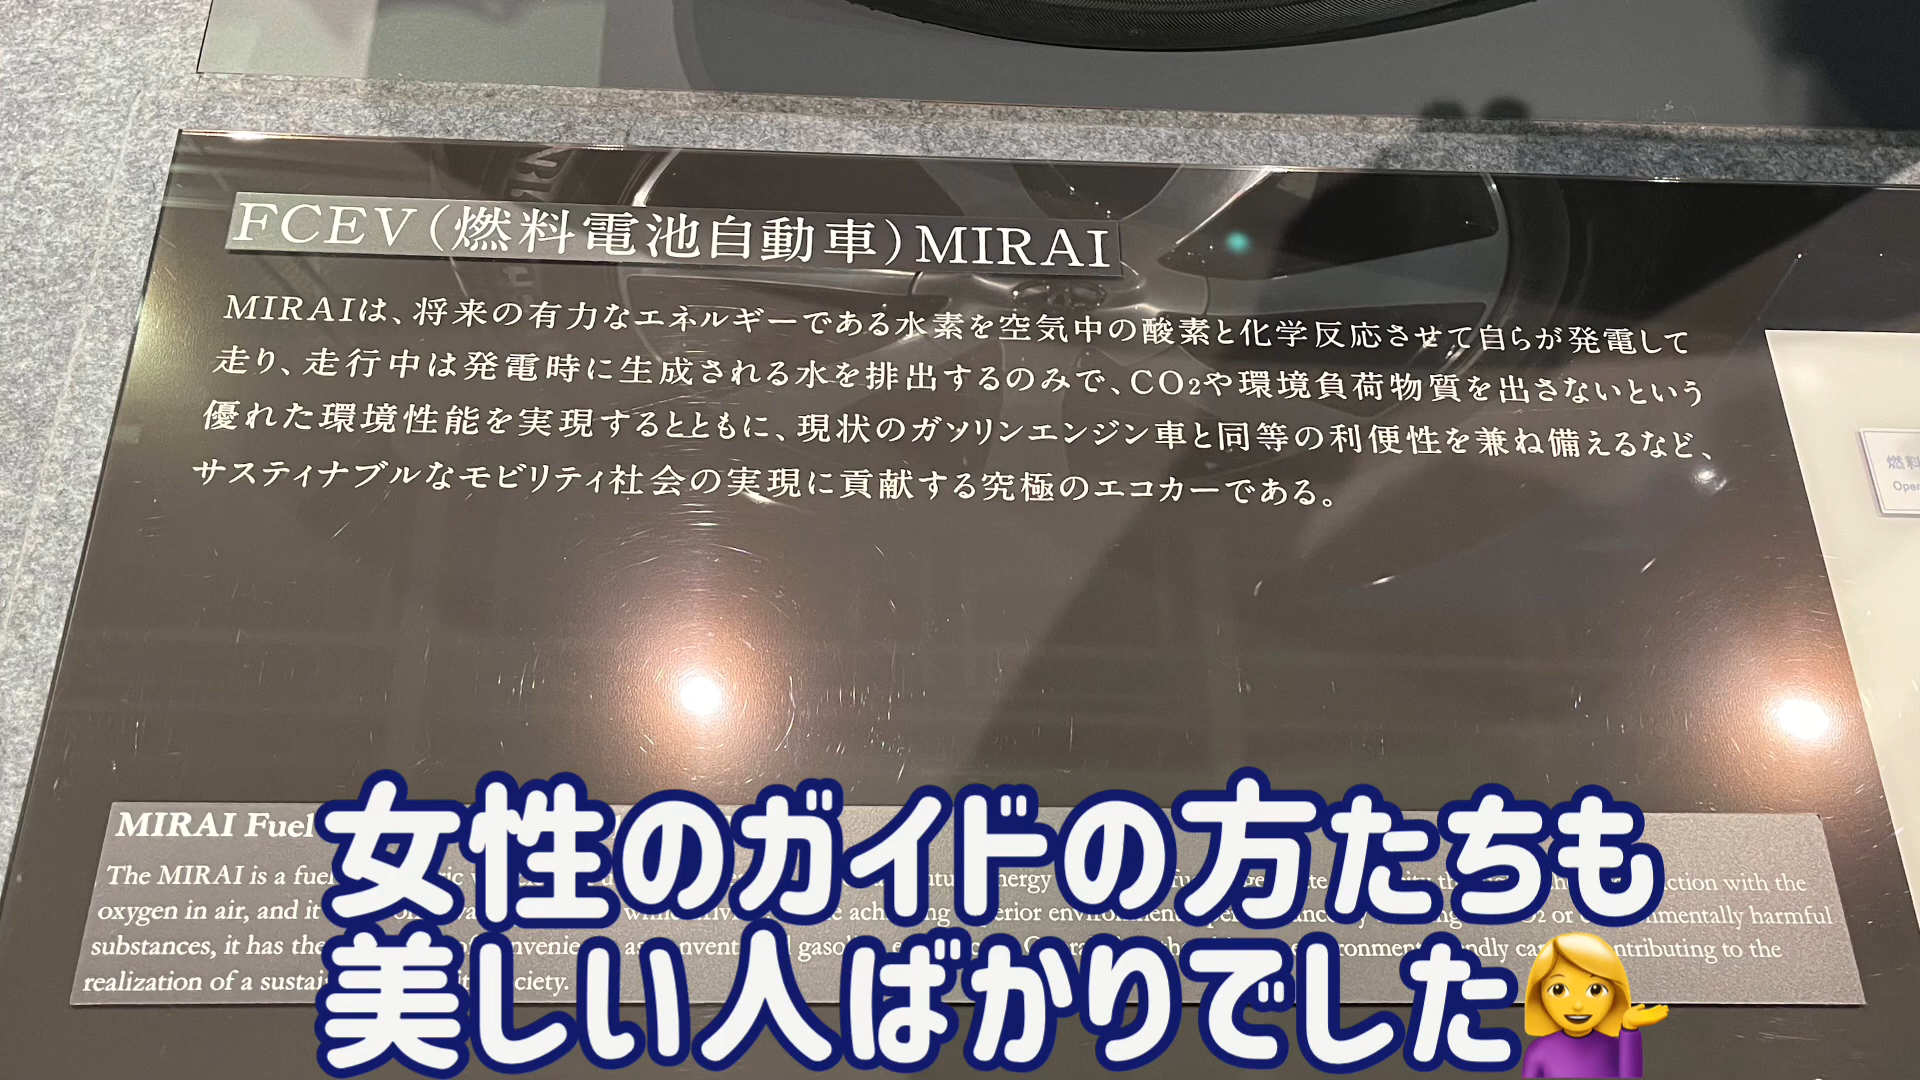 FCEV(燃料電池自動車)MIRAI
MIRAIは、将来の有力なエネルギーである水素を空気中の酸素と化学反応させて自らが発電して
走り、走行中は発電時に生成される水を排出するのみで、CO2や環境負荷物質を出さないという
優れた環境性能を実現するとともに、現状のガソリンエンジン車と同等の利便性を兼ね備えるなど、
サスティナブルなモビリティ社会の実現に貢献する究極のエコカーである。
燃料
Oper
MIRAI Fuel
The MIRAI is a fuel
ction with the
oxygen in air, and it
substances, it has the
ntributing to the
realization of a sustai
女性のガイドの方たちも
美しい人ばかりでした